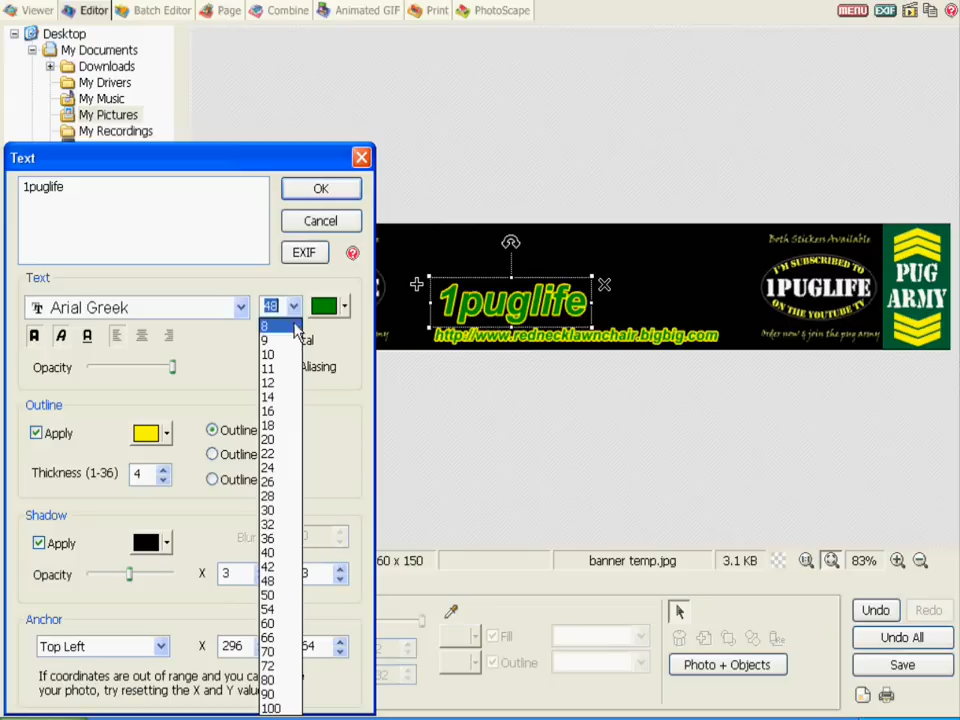 Viewer Editor Batch Editor Page Combine Animated GIF Print PhotoScape MENU EXIF
Desktop
My Documents
Downloads
My Drivers
My Music
My Pictures
My Recordings
Text
1puglife
OK
Cancel
EXIF
Text
Arial Greek 48
A A A
Opacity
8
9
10
11
12
14
16
18
20
22
24
26
28
30
32
36
40
42
48
50
54
60
66
70
72
80
90
100
Aliasing
Outline
Apply Outline
Thickness (1-36) 4 Outline
Outline
Shadow
Apply Blur
Opacity X 3 3
Anchor
Top Left X 296 64
If coordinates are out of range and you ca
your photo, try resetting the X and Y valu
1puglife
http://www.rednecklawnchair.bigbig.com
Both Stickers Available
I'M SUBSCRIBED TO
1PUGLIFE
ON THE YOUTUBE TV
Order now & join the pug army
PUG
ARMY
60 x 150 banner temp.jpg 3.1 KB 83%
Fill
Outline
Photo + Objects
Undo Redo
Undo All
Save